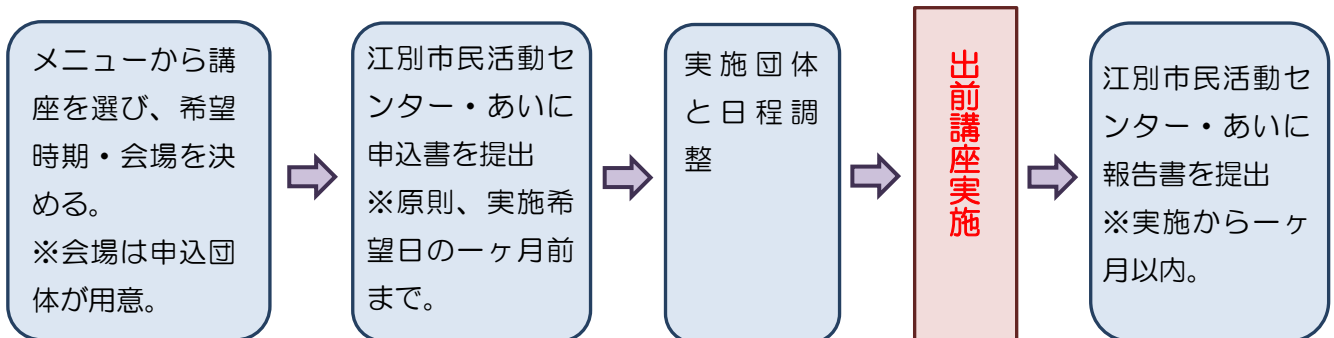 メニューから講
座を選び、希望
時期・会場を決
める。
※会場は申込団
体が用意。
江別市民活動セ
ンター・あいに
申込書を提出
※原則、実施希
望日の一ヶ月前
まで。
実施団体
と日程調
整
出前講座実施
江別市民活動セ
ンター・あいに
報告書を提出
※実施から一ヶ
月以内。